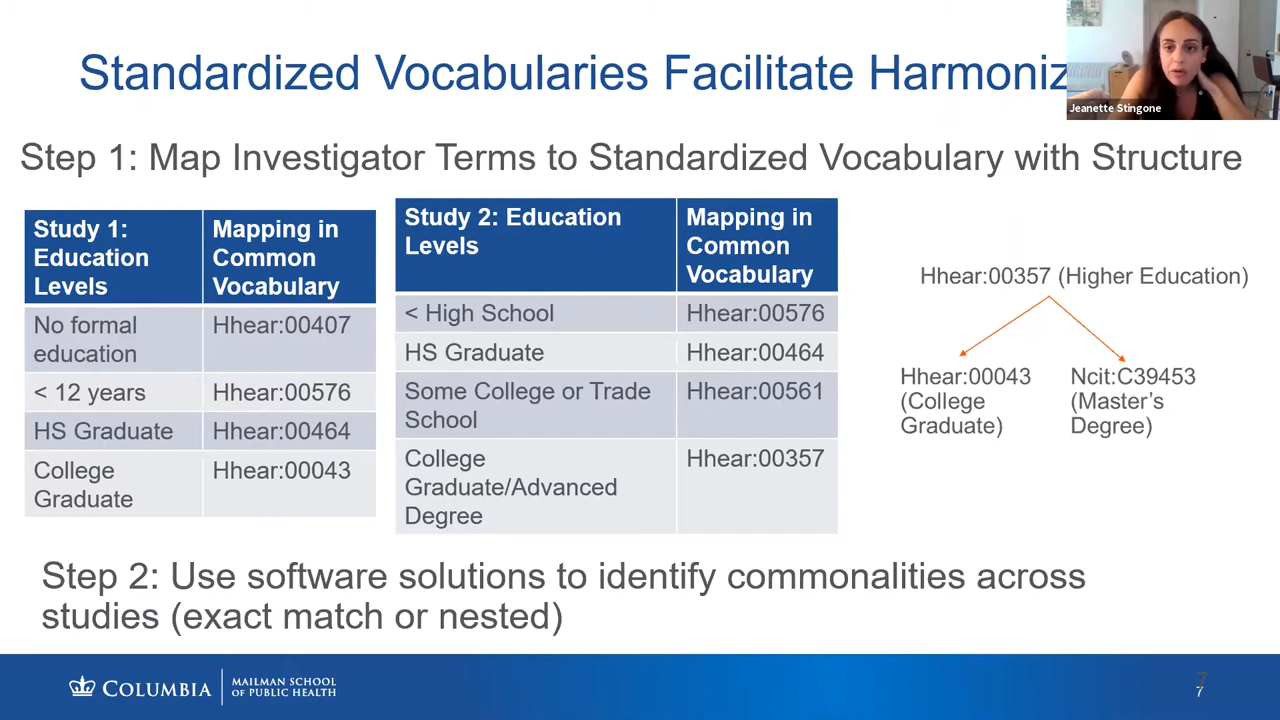 Standardized Vocabularies Facilitate Harmoniz
Jeanette Stingone
Step 1: Map Investigator Terms to Standardized Vocabulary with Structure
Study 1:
Education
Levels
Mapping in
Common
Vocabulary
No formal
education
Hhear:00407
< 12 years
Hhear:00576
HS Graduate
Hhear:00464
College
Graduate
Hhear:00043
Study 2: Education
Levels
Mapping in
Common
Vocabulary
< High School
Hhear:00576
HS Graduate
Hhear:00464
Some College or Trade
School
Hhear:00561
College
Graduate/Advanced
Degree
Hhear:00357
Hhear:00357 (Higher Education)
Hhear:00043
(College
Graduate)
Ncit:C39453
(Master's
Degree)
Step 2: Use software solutions to identify commonalities across
studies (exact match or nested)
COLUMBIA
MAILMAN SCHOOL
OF PUBLIC HEALTH
7
7